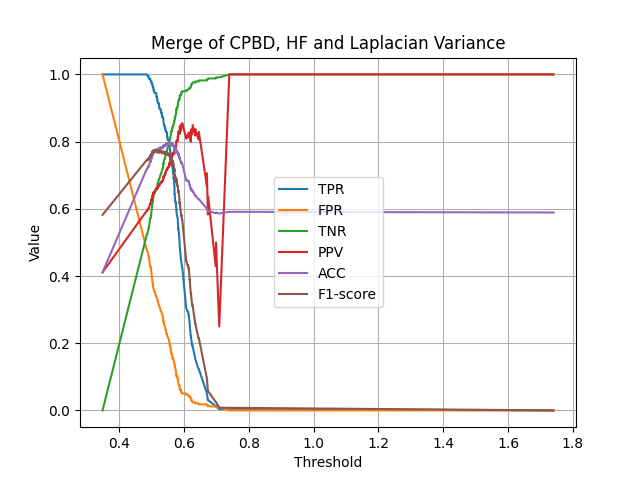 Merge of CPBD, HF and Laplacian Variance
Value
1.0
0.8
0.6
0.4
0.2
0.0
TPR
FPR
TNR
PPV
ACC
F1-score
0.4 0.6 0.8 1.0 1.2 1.4 1.6 1.8
Threshold